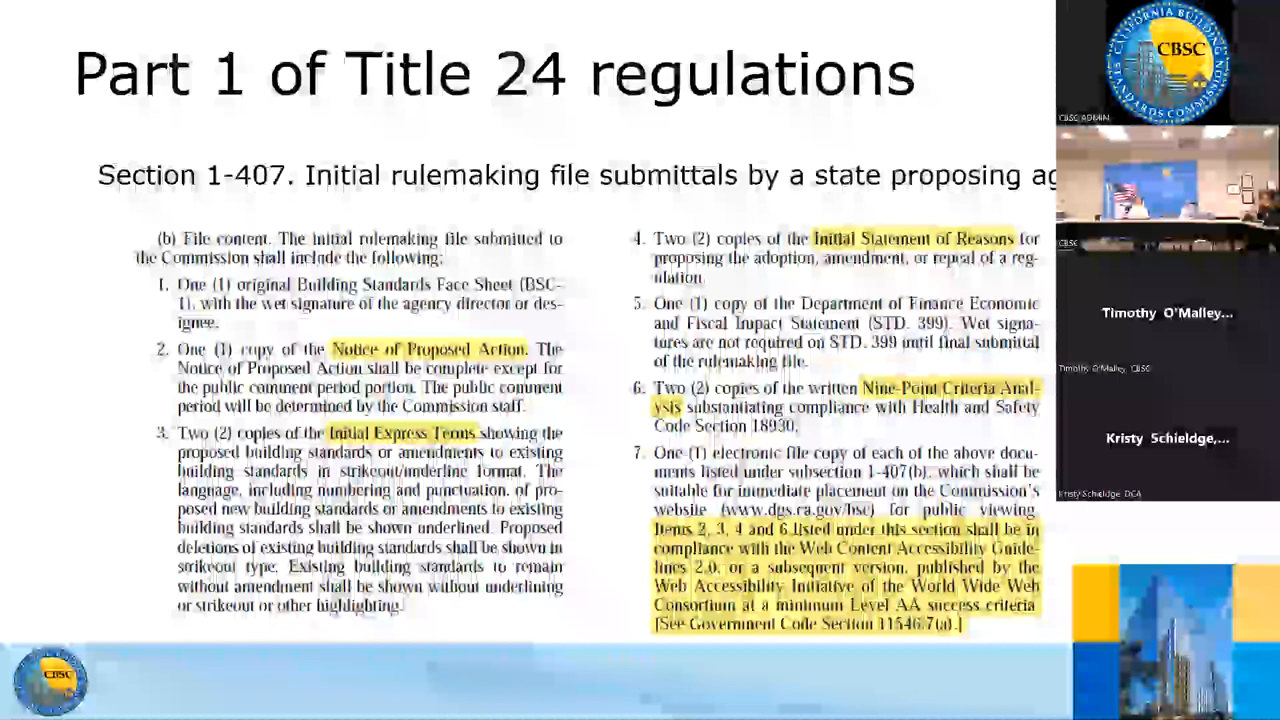 Part 1 of Title 24 regulations
Section 1-407. Initial rulemaking file submittals by a state proposing ag
(b) File content. The initial rulemaking file submitted to
the Commission shall include the following:
1. One (1) original Building Standards Face Sheet (BSC-
1), with the wet signature of the agency director or des-
ignee.
2. One (1) copy of the Notice of Proposed Action. The
Notice of Proposed Action shall be complete except for
the public comment period portion. The public comment
period will be determined by the Commission staff.
3. Two (2) copies of the Initial Express Terms showing the
proposed building standards or amendments to existing
building standards in strikeout/underline format. The
language, including numbering and punctuation, of pro-
posed new building standards or amendments to existing
building standards shall be shown underlined. Proposed
deletions of existing building standards shall be shown in
strikeout type. Existing building standards to remain
without amendment shall be shown without underlining
or strikeout or other highlighting.
4. Two (2) copies of the Initial Statement of Reasons for
proposing the adoption, amendment, or repeal of a reg-
ulation.
5. One (1) copy of the Department of Finance Economic
and Fiscal Impact Statement (STD. 399). Wet signa-
tures are not required on STD. 399 until final submittal
of the rulemaking file.
6. Two (2) copies of the written Nine-Point Criteria Anal-
ysis substantiating compliance with Health and Safety
Code Section 18930.
7. One (1) electronic file copy of each of the above docu-
ments listed under subsection 1-407(b), which shall be
suitable for immediate placement on the Commission's
website (www.dgs.ca.gov/bsc) for public viewing.
Items 2, 3, 4 and 6 listed under this section shall be in
compliance with the Web Content Accessibility Guide-
lines 2.0, or a subsequent version, published by the
Web Accessibility Initiative of the World Wide Web
Consortium at a minimum Level AA success criteria
[See Government Code Section 11546.7(a).]
CALIFORNIA BUILDING STANDARDS COMMISSION
CBSC
CBSC ADMIN
CBSC
Timothy O'Malley...
Timothy O'Malley, CBSC
Kristy Schieldge,...
Kristy Schieldge, DCA
CBSC